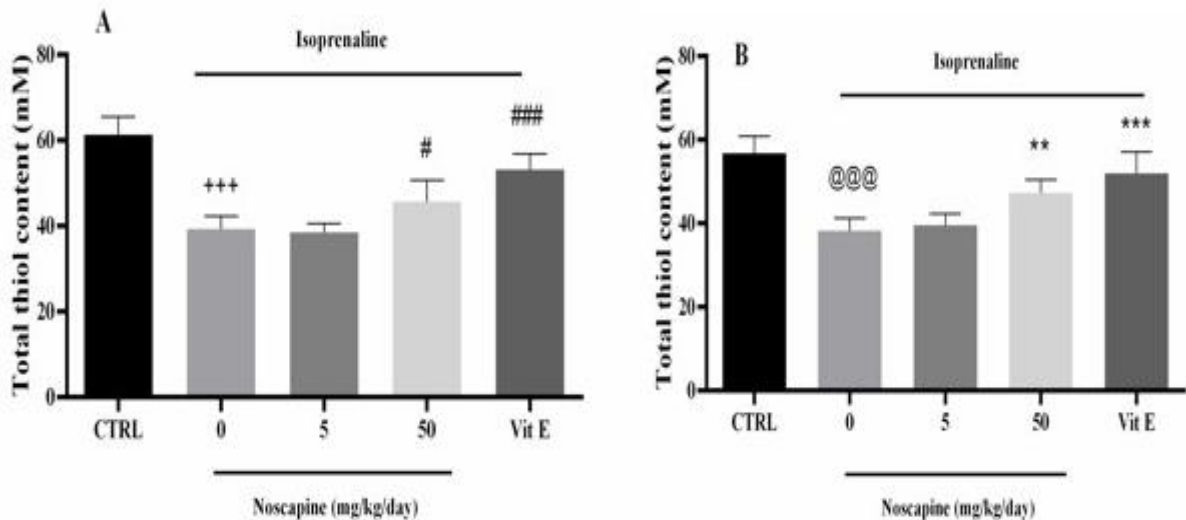 A
Isoprenaline
Total thiol content (mM)
80
60
40
20
0
+++
#
###
CTRL
0
5
50
Vit E
Noscapine (mg/kg/day)
B
Isoprenaline
Total thiol content (mM)
80
60
40
20
0
@@@
**
***
CTRL
0
5
50
Vit E
Noscapine (mg/kg/day)